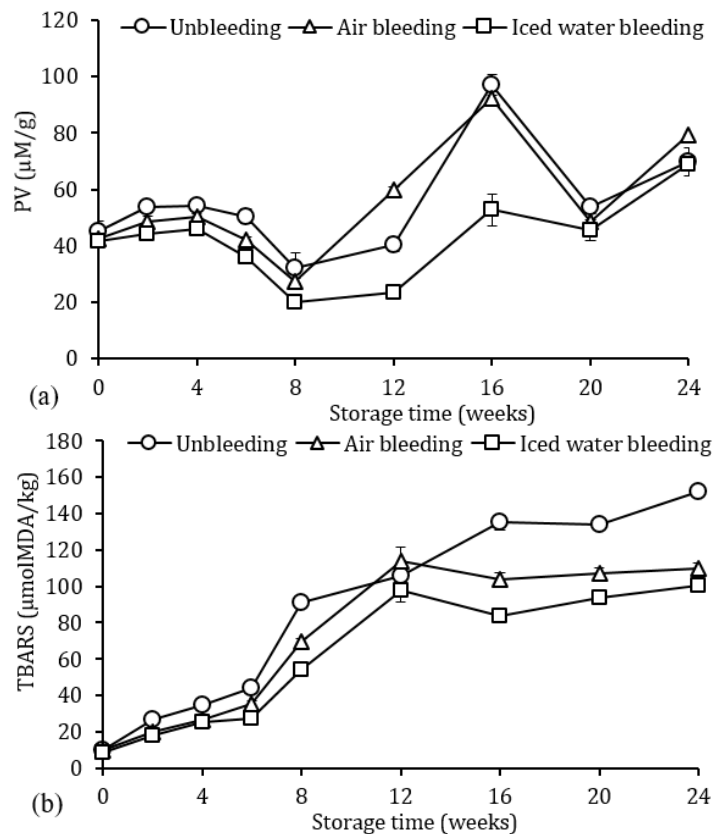 120
Unbleeding Air bleeding Iced water bleeding
100
80
60
40
20
0
PV (µM/g)
0 4 8 12 16 20 24
(a)
Storage time (weeks)
180
Unbleeding Air bleeding Iced water bleeding
160
140
120
100
80
60
40
20
0
TBARS (µmolMDA/kg)
0 4 8 12 16 20 24
(b)
Storage time (weeks)